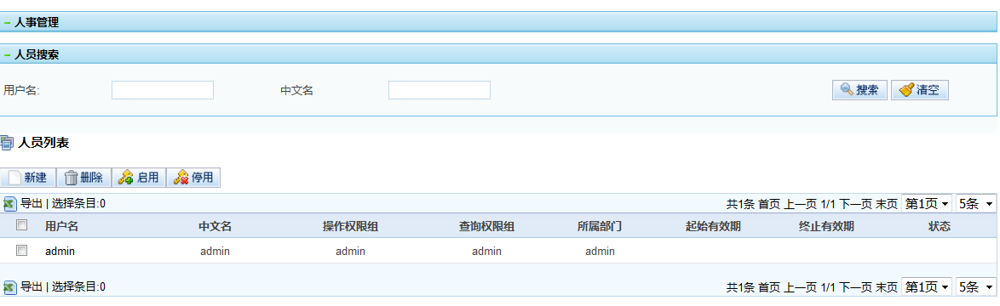 人事管理
人员搜索
用户名: 中文名 搜索 清空
人员列表
新建 删除 启用 停用
导出 | 选择条目:0 共1条 首页 上一页 1/1 下一页 末页 第1页 5条
用户名 中文名 操作权限组 查询权限组 所属部门 起始有效期 终止有效期 状态
admin admin admin admin admin
导出 | 选择条目:0 共1条 首页 上一页 1/1 下一页 末页 第1页 5条